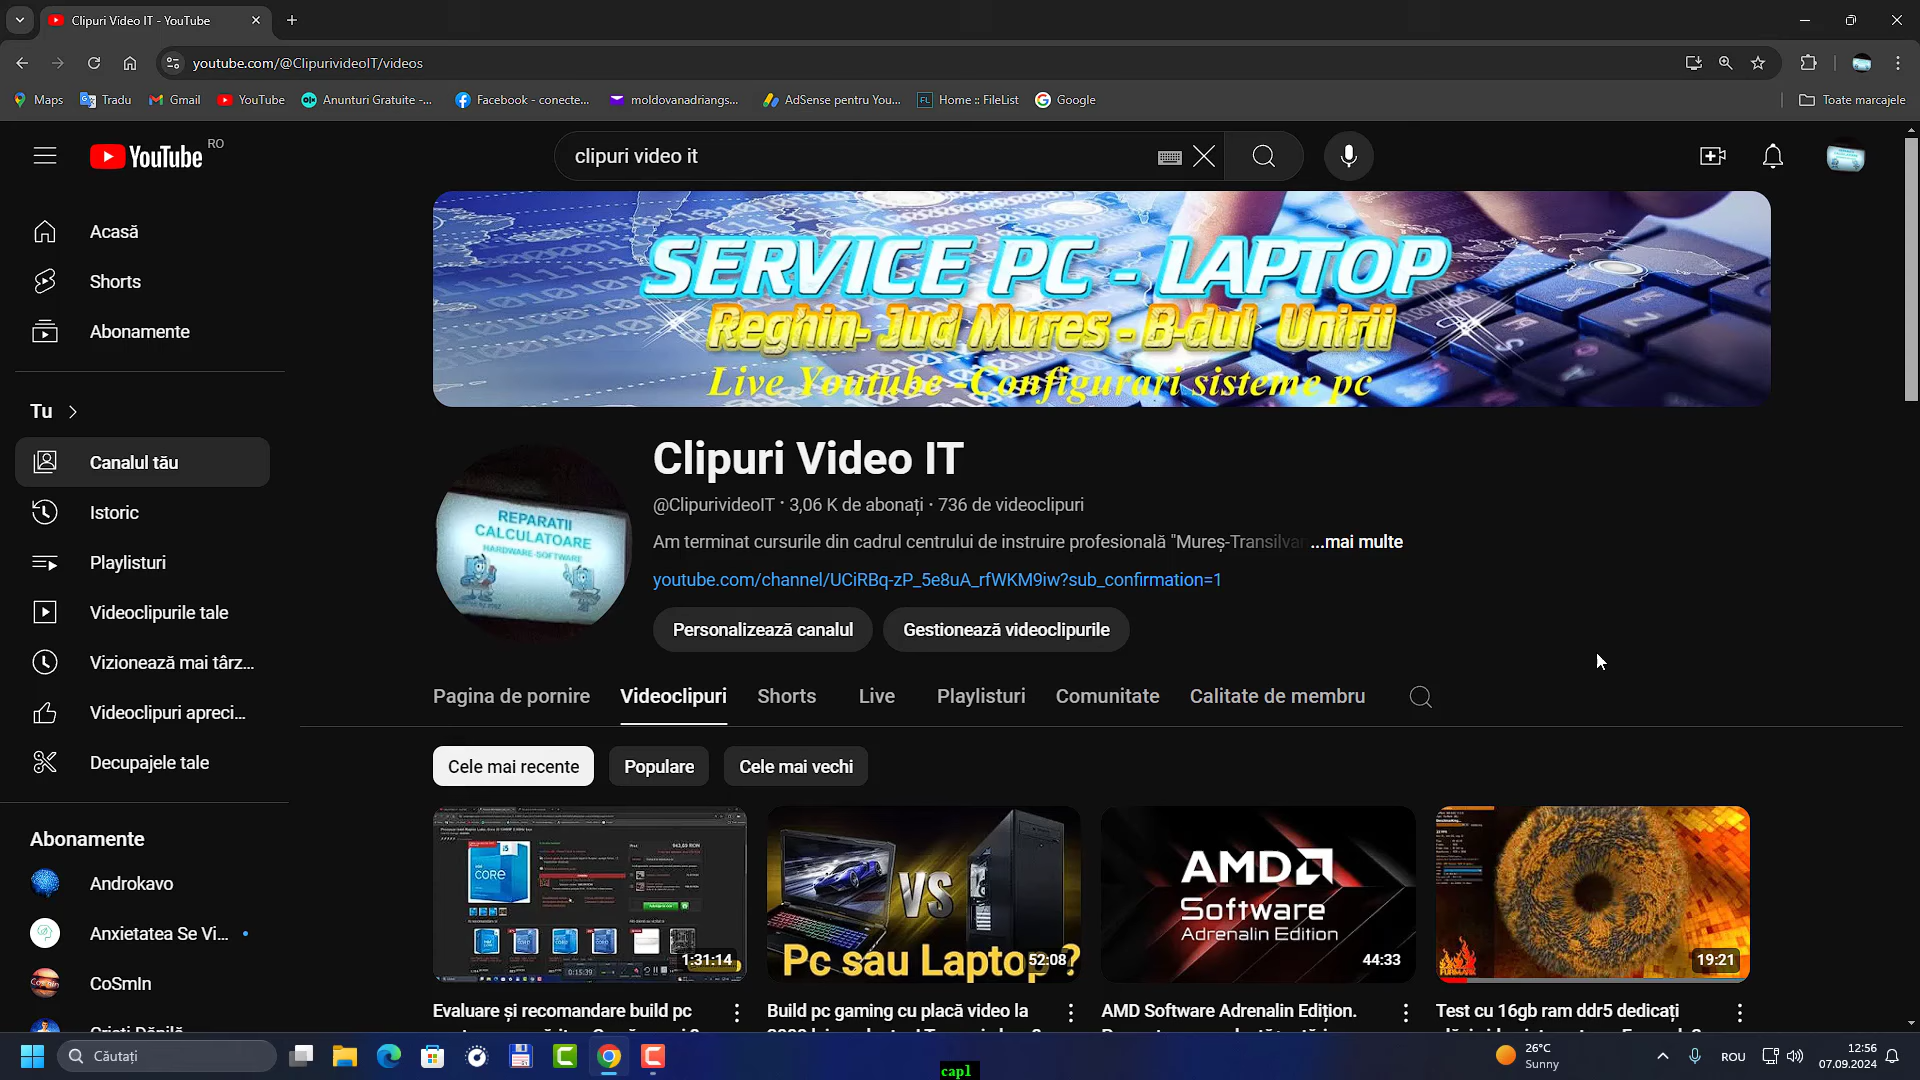 Clipuri Video IT - YouTube
youtube.com/@ClipurivideoIT/videos
Maps
Tradu
Gmail
YouTube
Anunturi Gratuite -...
Facebook - conecte...
moldovanadriangs...
AdSense pentru You...
Home :: FileList
Google
Toate marcajele
YouTube RO
clipuri video it
Acasă
Shorts
Abonamente
Tu
Canalul tău
Istoric
Playlisturi
Videoclipurile tale
Vizionează mai târz...
Videoclipuri apreci...
Decupajele tale
Abonamente
Androkavo
Anxietatea Se Vi...
CoSmIn
SERVICE PC - LAPTOP
Reghin- Jud Mures - B-dul Unirii
Live Youtube -Configurari sisteme pc
REPARATII
CALCULATOARE
HARDWARE-SOFTWARE
Clipuri Video IT
@ClipurivideoIT • 3,06 K de abonați • 736 de videoclipuri
Am terminat cursurile din cadrul centrului de instruire profesională "Mureș-Transilvan ...mai multe
youtube.com/channel/UCiRBq-zP_5e8uA_rfWKM9iw?sub_confirmation=1
Personalizează canalul
Gestionează videoclipurile
Pagina de pornire
Videoclipuri
Shorts
Live
Playlisturi
Comunitate
Calitate de membru
Cele mai recente
Populare
Cele mai vechi
i5
CORE
0:15:39
1:31:14
VS
Pc sau Laptop ?
52:08
AMD
Software
Adrenalin Edition
44:33
FURMARK
19:21
Evaluare și recomandare build pc
Build pc gaming cu placă video la
AMD Software Adrenalin Edițion.
Test cu 16gb ram ddr5 dedicați
Căutați
capl
26°C
Sunny
ROU
12:56
07.09.2024